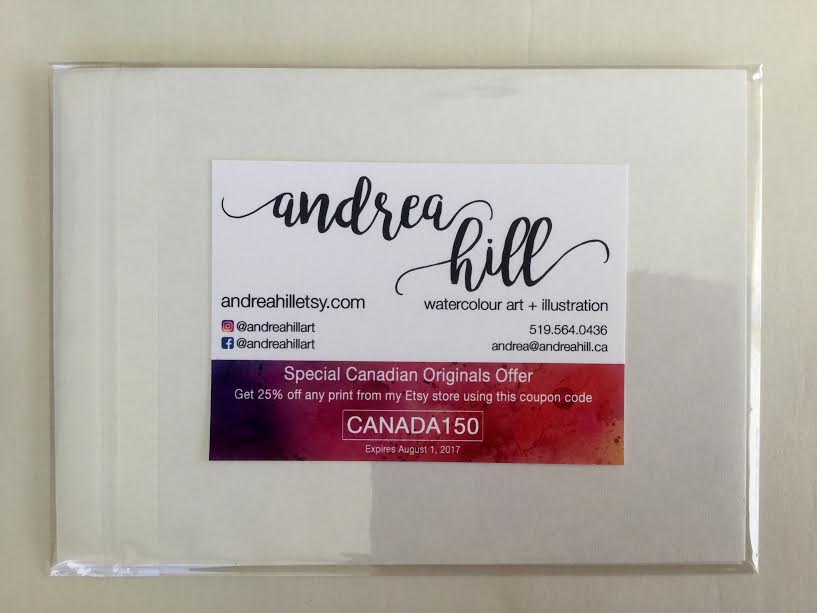 andrea
hill
andreahilletsy.com
watercolour art + illustration
@andreahillart
519.564.0436
@andreahillart
andrea@andreahill.ca
Special Canadian Originals Offer
Get 25% off any print from my Etsy store using this coupon code
CANADA150
Expires August 1, 2017